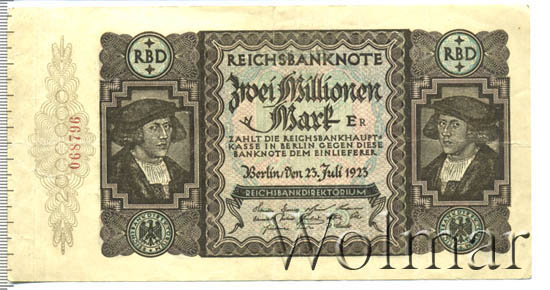 RBD
REICHSBANKNOTE
RBD
Zwei Millionen
Mark
ER
ZAHLT DIE REICHSBANKHAUPT-
KASSE IN BERLIN GEGEN DIESE
BANKNOTE DEM EINLIEFERER
Berlin, den 23. Juli 1923
REICHSBANKDIREKTORIUM
068796
Wolmar